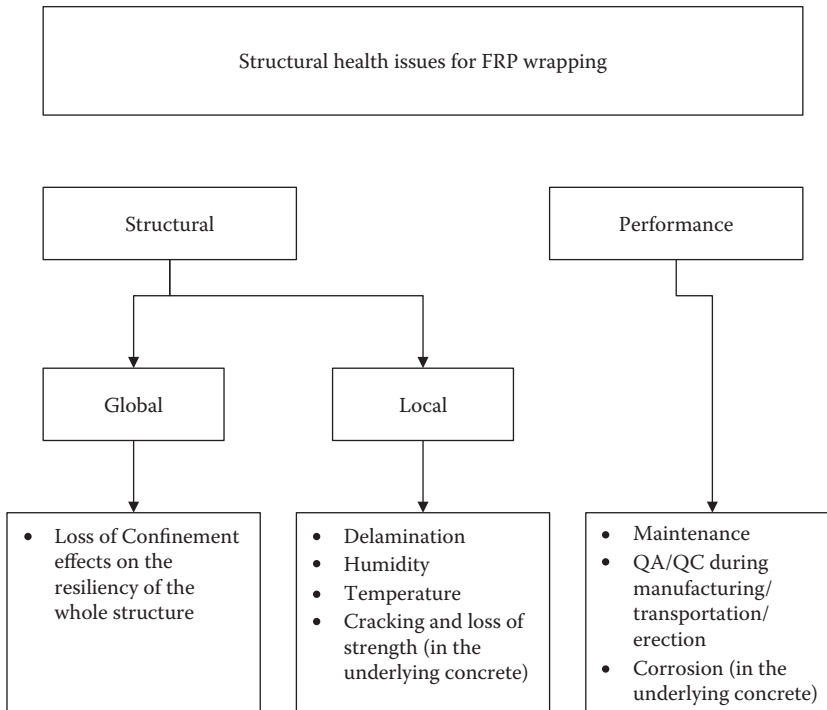 Structural health issues for FRP wrapping
Structural
Performance
Global
Local
• Loss of Confinement
effects on the
resiliency of the
whole structure
• Delamination
• Humidity
• Temperature
• Cracking and loss of
strength (in the
underlying concrete)
• Maintenance
• QA/QC during
manufacturing/
transportation/
erection
• Corrosion (in the
underlying concrete)